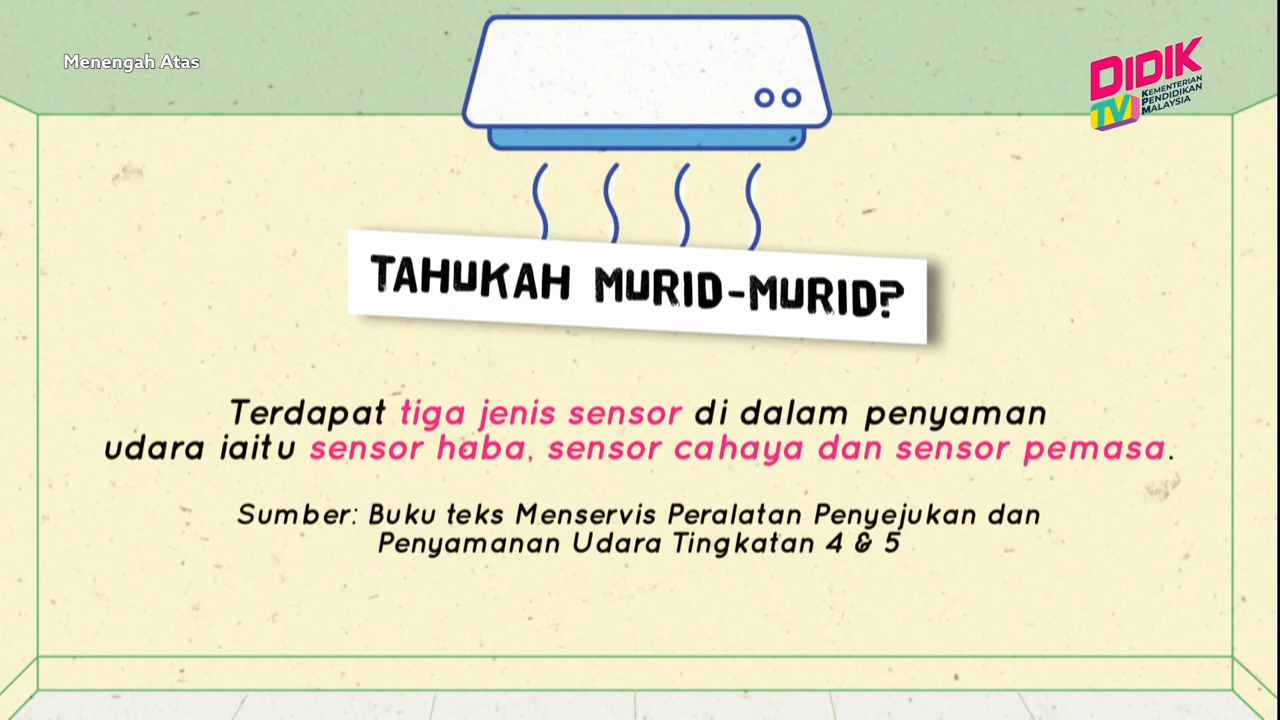 Menengah Atas
DIDIK
TV
KEMENTERIAN
PENDIDIKAN
MALAYSIA
TAHUKAH MURID-MURID?
Terdapat tiga jenis sensor di dalam penyaman
udara iaitu sensor haba, sensor cahaya dan sensor pemasa.
Sumber: Buku teks Menservis Peralatan Penyejukan dan
Penyamanan Udara Tingkatan 4 & 5